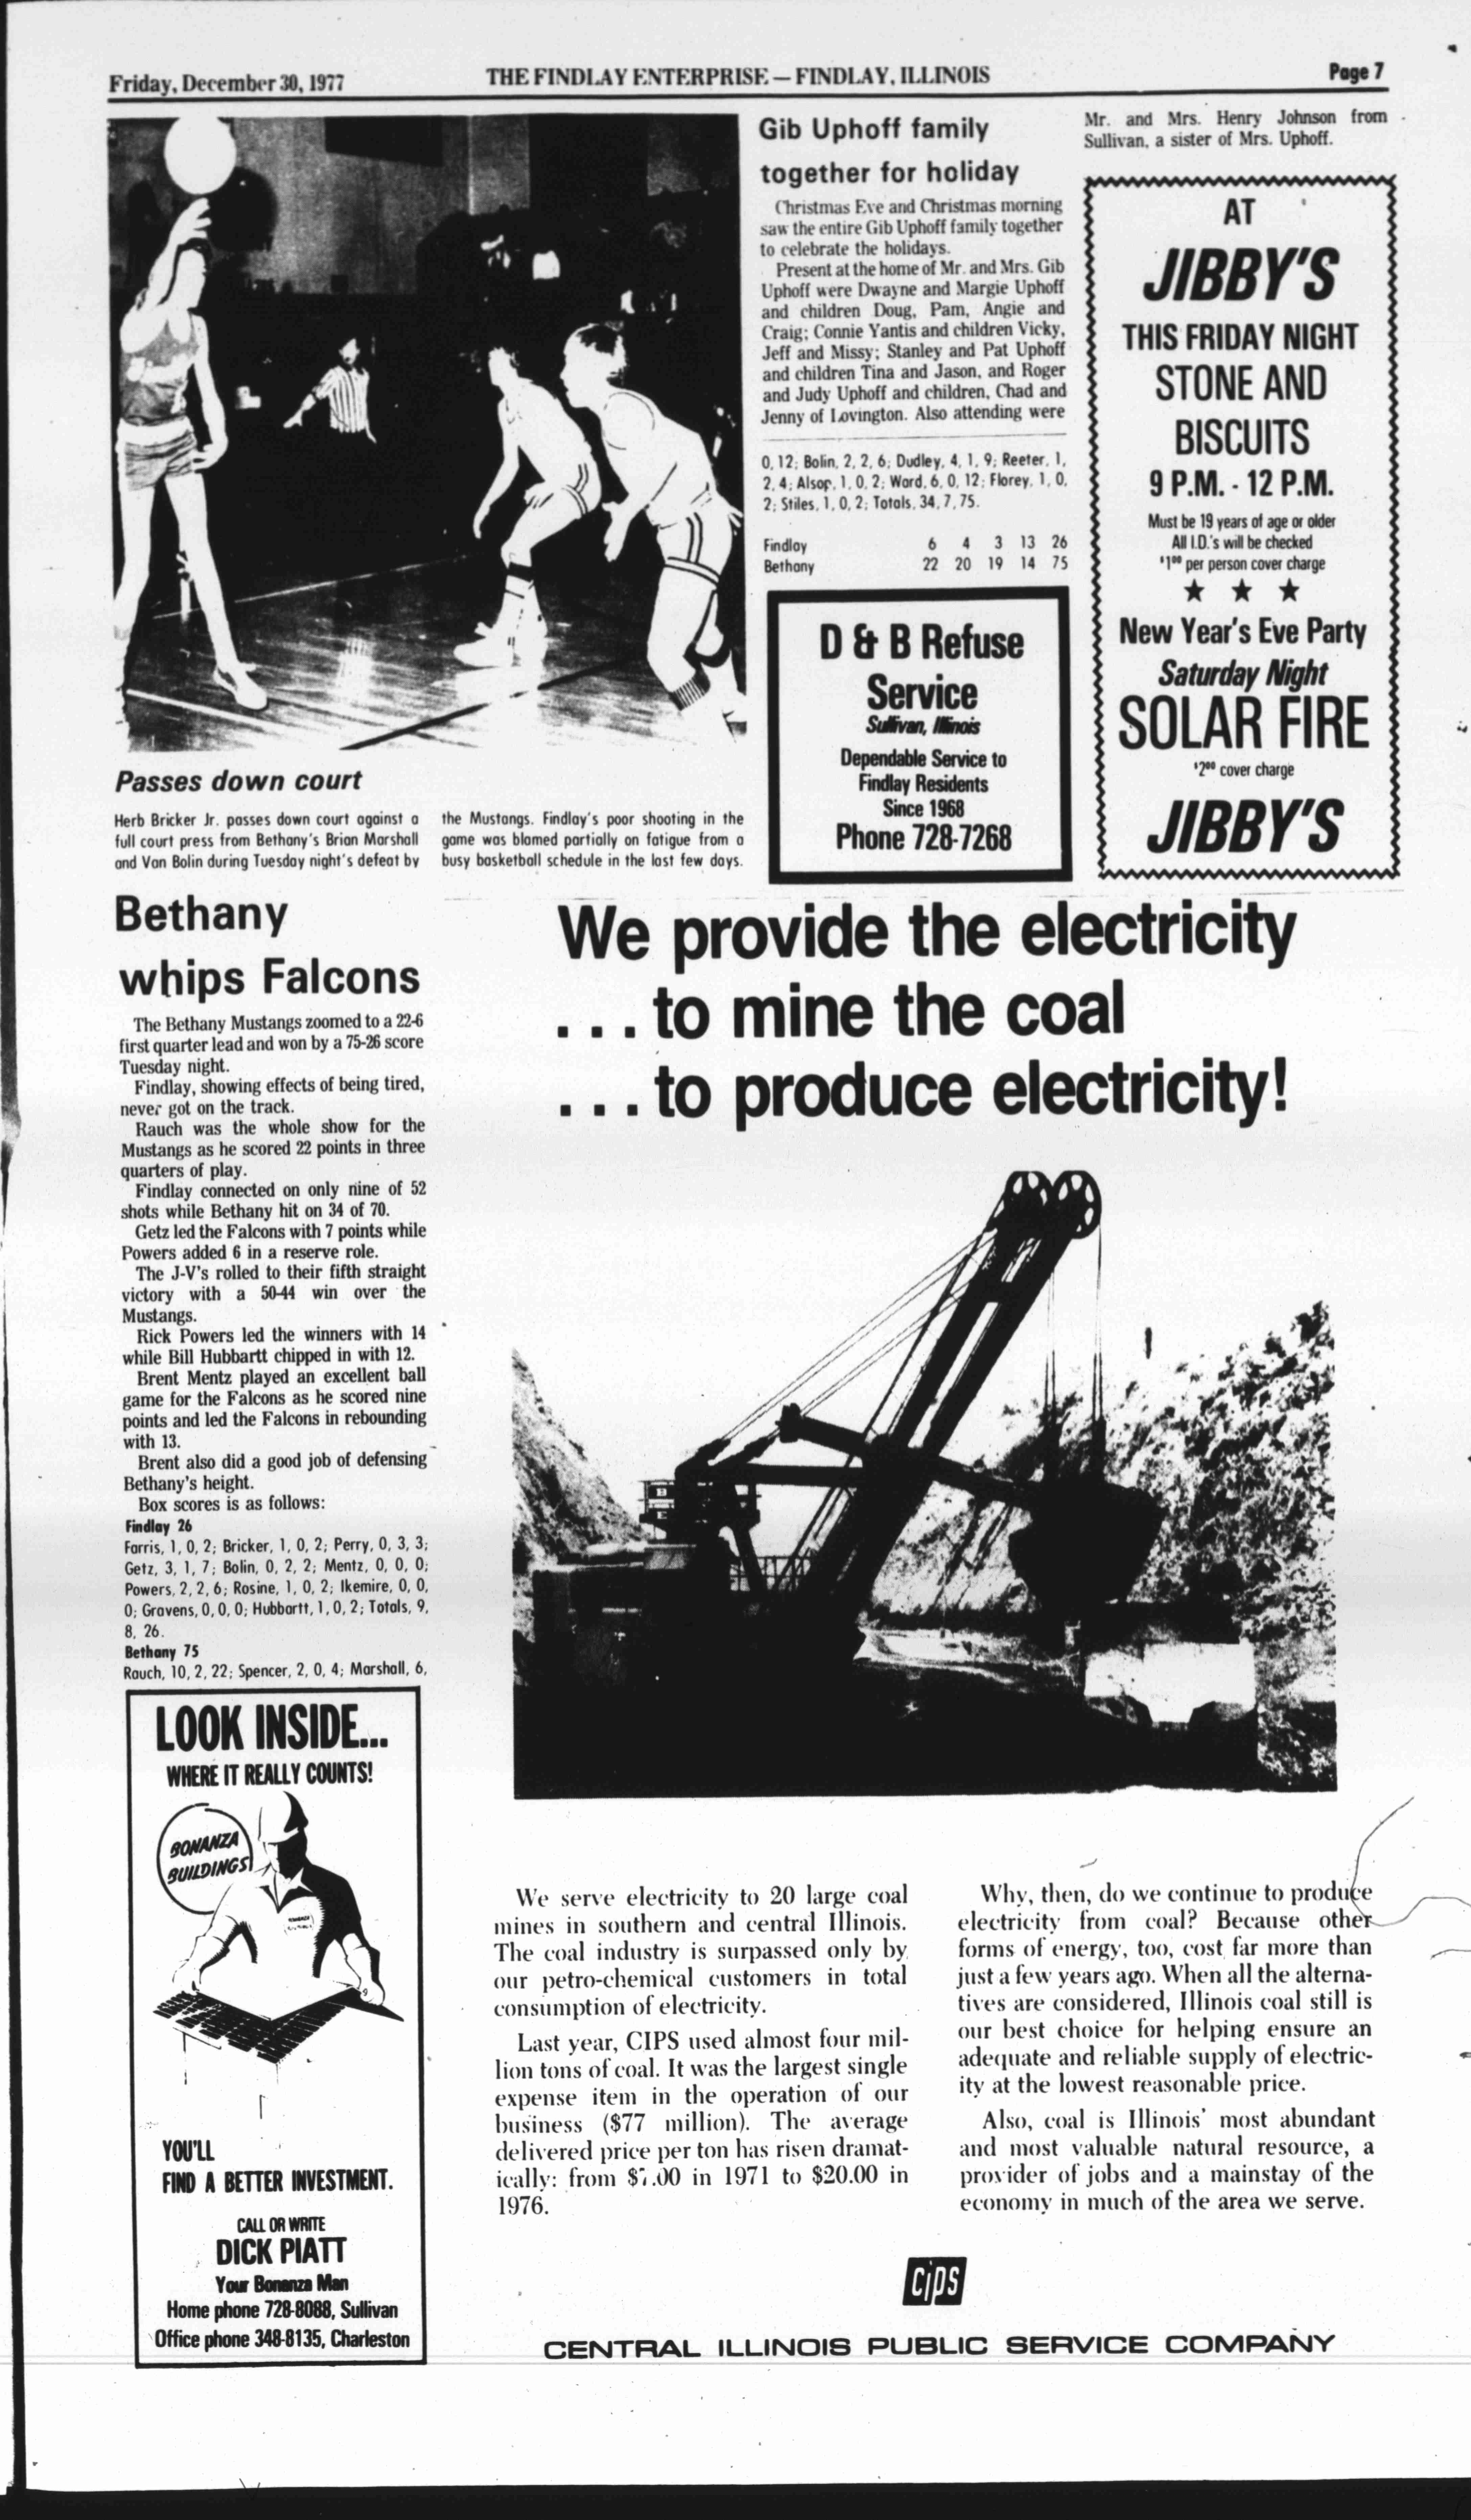 Friday, December 30, 1977
THE FINDLAY ENTERPRISE — FINDLAY, ILLINOIS
Page 7
Passes down court
Herb Bricker Jr. passes down court against a
full court press from Bethany's Brian Marshall
and Van Bolin during Tuesday night's defeat by
the Mustangs. Findlay's poor shooting in the
game was blamed partially on fatigue from a
busy basketball schedule in the last few days.
Bethany
whips Falcons
The Bethany Mustangs zoomed to a 22-6
first quarter lead and won by a 75-26 score
Tuesday night.
Findlay, showing effects of being tired,
never got on the track.
Rauch was the whole show for the
Mustangs as he scored 22 points in three
quarters of play.
Findlay connected on only nine of 52
shots while Bethany hit on 34 of 70.
Getz led the Falcons with 7 points while
Powers added 6 in a reserve role.
The J-V's rolled to their fifth straight
victory with a 50-44 win over the
Mustangs.
Rick Powers led the winners with 14
while Bill Hubbartt chipped in with 12.
Brent Mentz played an excellent ball
game for the Falcons as he scored nine
points and led the Falcons in rebounding
with 13.
Brent also did a good job of defensing
Bethany's height.
Box scores is as follows:
Findlay 26
Farris, 1, 0, 2; Bricker, 1, 0, 2; Perry, 0, 3, 3;
Getz, 3, 1, 7; Bolin, 0, 2, 2; Mentz, 0, 0, 0;
Powers, 2, 2, 6; Rosine, 1, 0, 2; Ikemire, 0, 0,
0; Gravens, 0, 0, 0; Hubbartt, 1, 0, 2; Totals, 9,
8, 26.
Bethany 75
Rauch, 10, 2, 22; Spencer, 2, 0, 4; Marshall, 6,
0, 12; Bolin, 2, 2, 6; Dudley, 4, 1, 9; Reeter, 1,
2, 4; Alsop, 1, 0, 2; Ward, 6, 0, 12; Florey, 1, 0,
2; Stiles, 1, 0, 2; Totals, 34, 7, 75.
Findlay 6 4 3 13 26
Bethany 22 20 19 14 75
Gib Uphoff family
together for holiday
Christmas Eve and Christmas morning
saw the entire Gib Uphoff family together
to celebrate the holidays.
Present at the home of Mr. and Mrs. Gib
Uphoff were Dwayne and Margie Uphoff
and children Doug, Pam, Angie and
Craig; Connie Yantis and children Vicky,
Jeff and Missy; Stanley and Pat Uphoff
and children Tina and Jason, and Roger
and Judy Uphoff and children, Chad and
Jenny of Lovington. Also attending were
Mr. and Mrs. Henry Johnson from
Sullivan, a sister of Mrs. Uphoff.
D & B Refuse
Service
Sullivan, Illinois
Dependable Service to
Findlay Residents
Since 1968
Phone 728-7268
AT
JIBBY'S
THIS FRIDAY NIGHT
STONE AND
BISCUITS
9 P.M. - 12 P.M.
Must be 19 years of age or older
All I.D.'s will be checked
$1⁰⁰ per person cover charge
★ ★ ★
New Year's Eve Party
Saturday Night
SOLAR FIRE
$2⁰⁰ cover charge
JIBBY'S
LOOK INSIDE...
WHERE IT REALLY COUNTS!
BONANZA
BUILDINGS
YOU'LL
FIND A BETTER INVESTMENT.
CALL OR WRITE
DICK PIATT
Your Bonanza Man
Home phone 728-8088, Sullivan
Office phone 348-8135, Charleston
We provide the electricity
. . . to mine the coal
. . . to produce electricity!
We serve electricity to 20 large coal
mines in southern and central Illinois.
The coal industry is surpassed only by
our petro-chemical customers in total
consumption of electricity.
Last year, CIPS used almost four mil-
lion tons of coal. It was the largest single
expense item in the operation of our
business ($77 million). The average
delivered price per ton has risen dramat-
ically: from in 1971 to $20.00 in
1976.
Why, then, do we continue to produce
electricity from coal? Because other
forms of energy, too, cost far more than
just a few years ago. When all the alterna-
tives are considered, Illinois coal still is
our best choice for helping ensure an
adequate and reliable supply of electric-
ity at the lowest reasonable price.
Also, coal is Illinois' most abundant
and most valuable natural resource, a
provider of jobs and a mainstay of the
economy in much of the area we serve.
CIPS
CENTRAL ILLINOIS PUBLIC SERVICE COMPANY